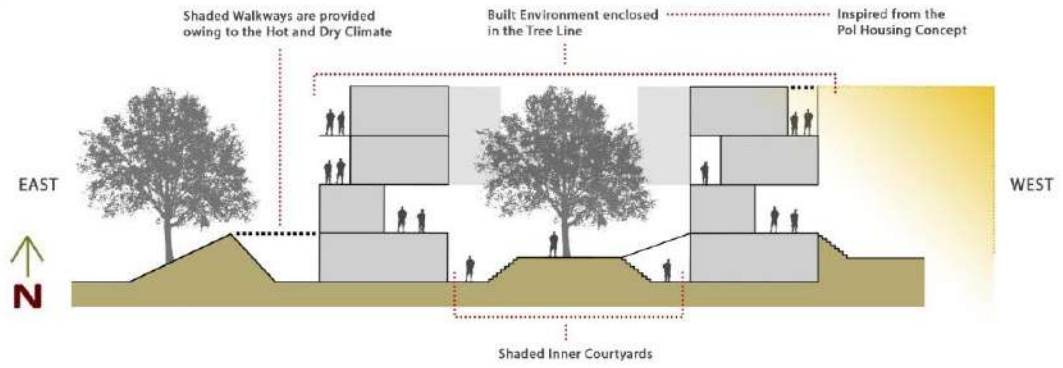 Shaded Walkways are provided
owing to the Hot and Dry Climate
Built Environment enclosed
in the Tree Line
Inspired from the
Pol Housing Concept
EAST
WEST
N
Shaded Inner Courtyards